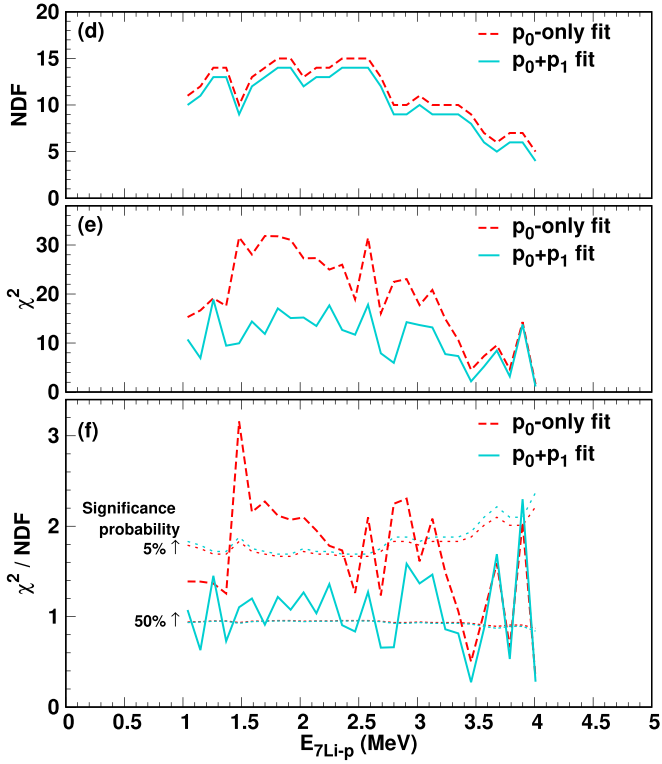 (d)
p0-only fit
p0+p1 fit
NDF
20
15
10
5
0
(e)
p0-only fit
p0+p1 fit
χ2
30
20
10
0
(f)
p0-only fit
p0+p1 fit
Significance
probability
5% ↑
50% ↑
χ2 / NDF
3
2
1
0
0 0.5 1 1.5 2 2.5 3 3.5 4 4.5 5
E7Li-p (MeV)